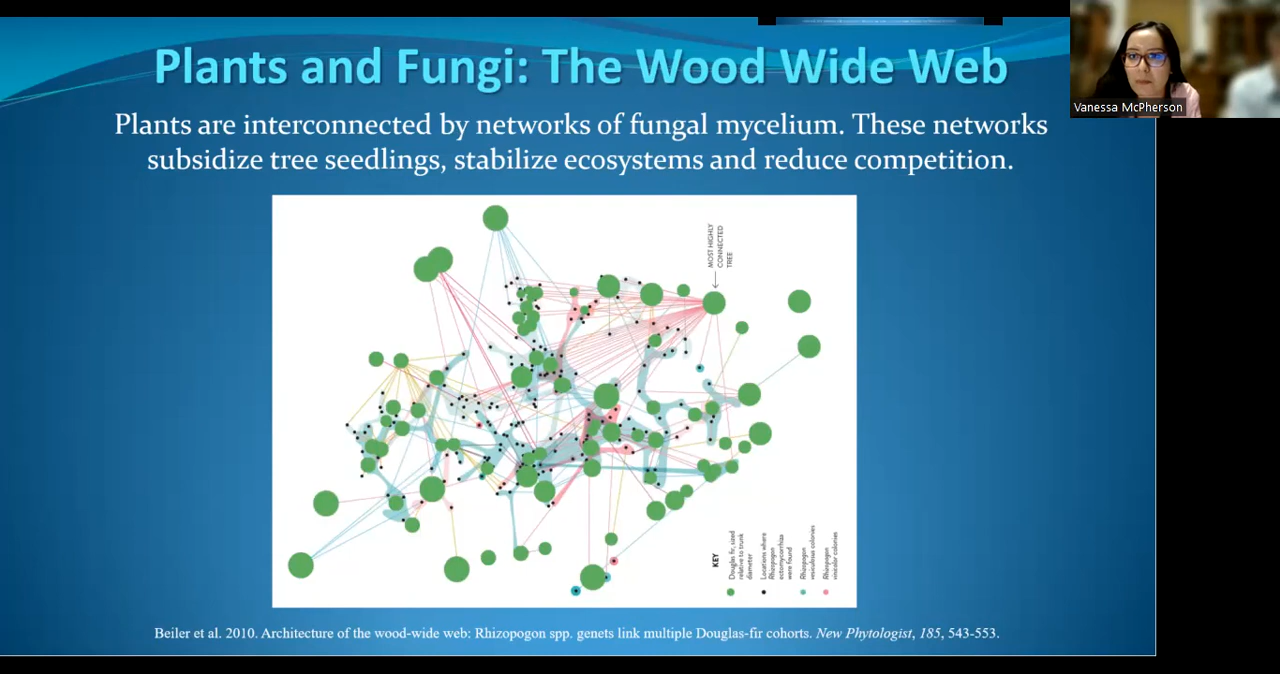 Plants and Fungi: The Wood Wide Web
Vanessa McPherson
Plants are interconnected by networks of fungal mycelium. These networks
subsidize tree seedlings, stabilize ecosystems and reduce competition.
MOST HIGHLY
CONNECTED
TREE
KEY
Douglas fir, sized
relative to trunk
diameter
Locations where
Rhizopogon
ectomycorrhiza
were found
Rhizopogon
vesiculosus colonies
Rhizopogon
vinicolor colonies
Beiler et al. 2010. Architecture of the wood-wide web: Rhizopogon spp. genets link multiple Douglas-fir cohorts. New Phytologist, 185, 543-553.